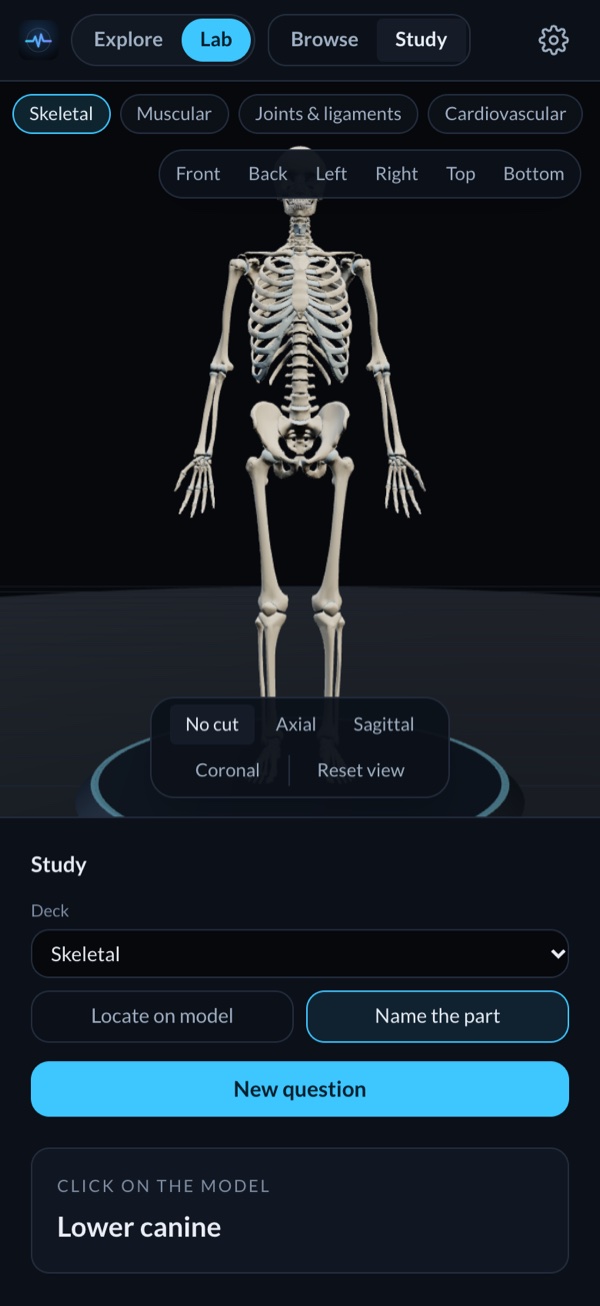 Explore Lab Browse Study
Skeletal Muscular Joints & ligaments Cardiovascular
Front Back Left Right Top Bottom
No cut Axial Sagittal
Coronal Reset view
Study
Deck
Skeletal
Locate on model Name the part
New question
CLICK ON THE MODEL
Lower canine